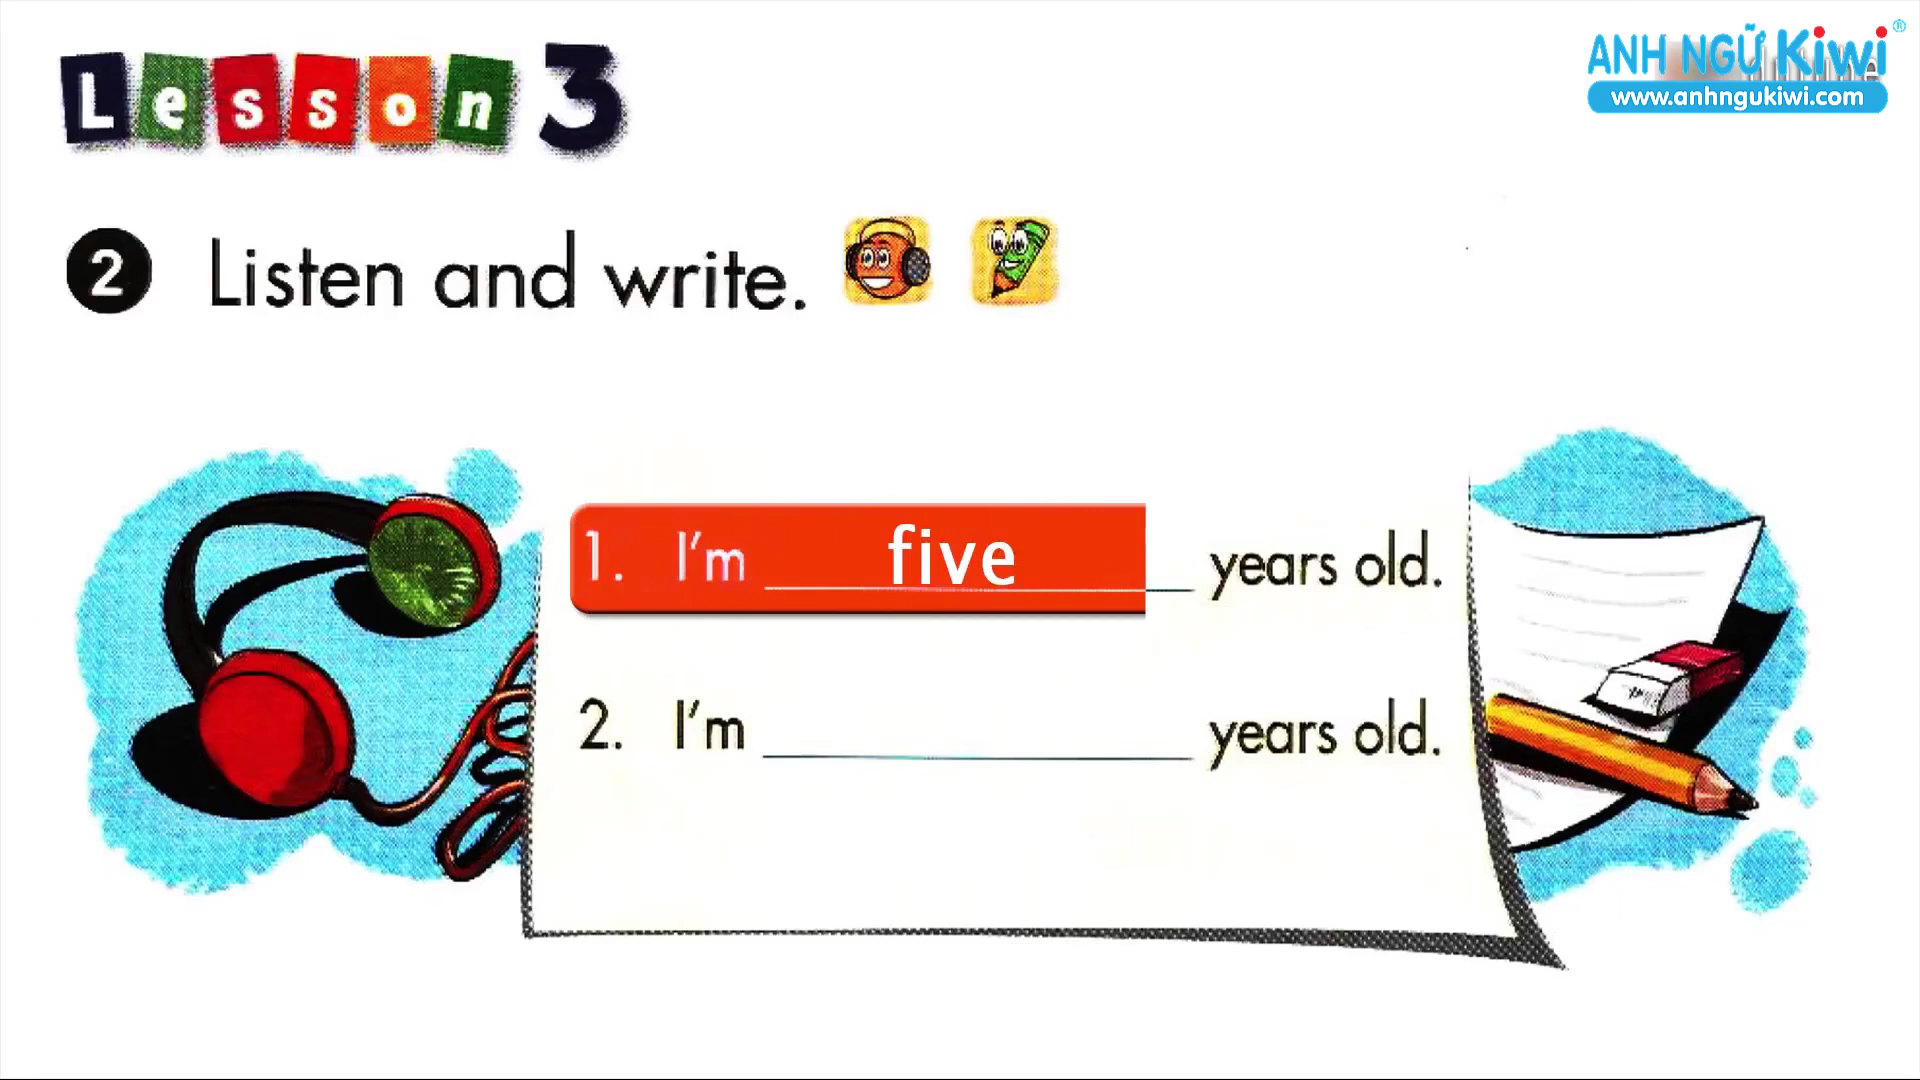 Lesson 3
ANH NGỮ Kiwi®
www.anhngukiwi.com
2 Listen and write.
1. I'm five years old.
2. I'm __________ years old.